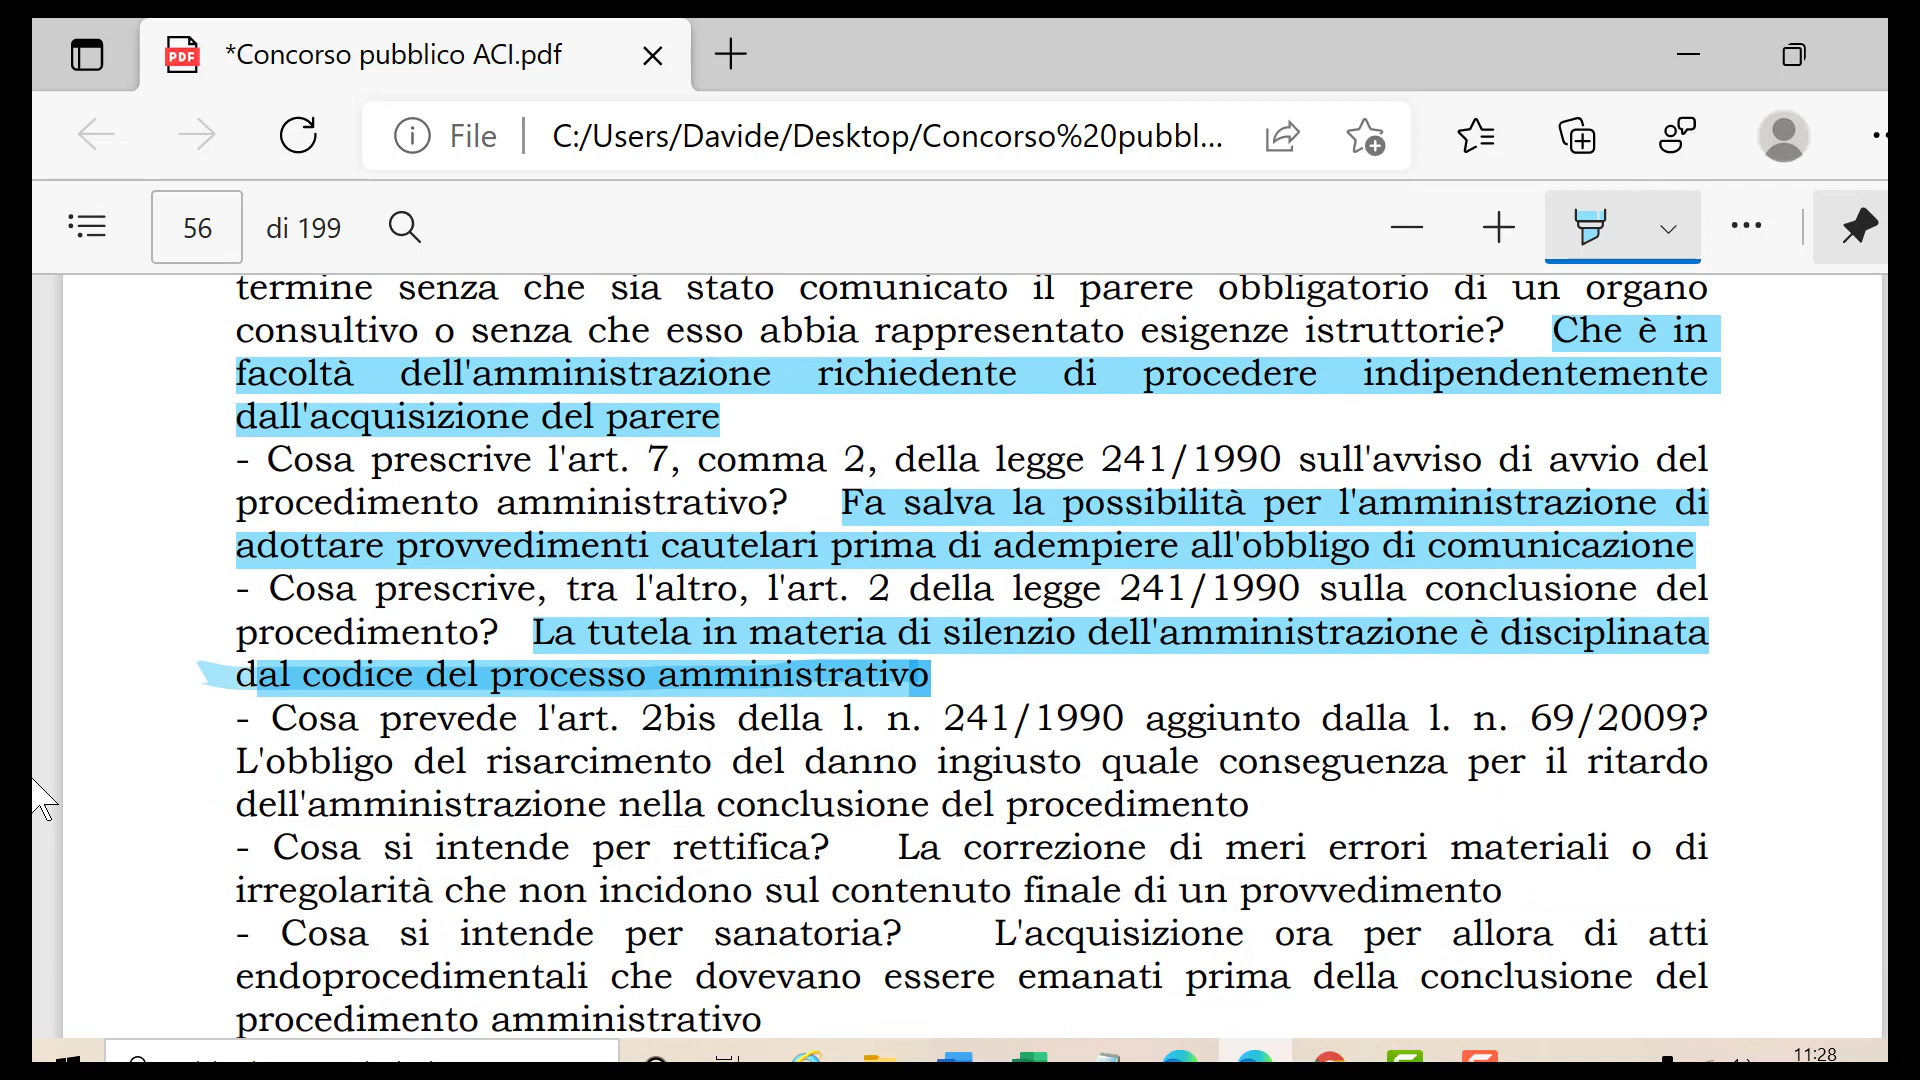 *Concorso pubblico ACI.pdf
PDF
File
C:/Users/Davide/Desktop/Concorso%20pubbl...
56
di 199
termine senza che sia stato comunicato il parere obbligatorio di un organo
consultivo o senza che esso abbia rappresentato esigenze istruttorie? Che è in
facoltà dell'amministrazione richiedente di procedere indipendentemente
dall'acquisizione del parere
- Cosa prescrive l'art. 7, comma 2, della legge 241/1990 sull'avviso di avvio del
procedimento amministrativo? Fa salva la possibilità per l'amministrazione di
adottare provvedimenti cautelari prima di adempiere all'obbligo di comunicazione
- Cosa prescrive, tra l'altro, l'art. 2 della legge 241/1990 sulla conclusione del
procedimento? La tutela in materia di silenzio dell'amministrazione è disciplinata
dal codice del processo amministrativo
- Cosa prevede l'art. 2bis della l. n. 241/1990 aggiunto dalla l. n. 69/2009?
L'obbligo del risarcimento del danno ingiusto quale conseguenza per il ritardo
dell'amministrazione nella conclusione del procedimento
- Cosa si intende per rettifica? La correzione di meri errori materiali o di
irregolarità che non incidono sul contenuto finale di un provvedimento
- Cosa si intende per sanatoria? L'acquisizione ora per allora di atti
endoprocedimentali che dovevano essere emanati prima della conclusione del
procedimento amministrativo
11:28